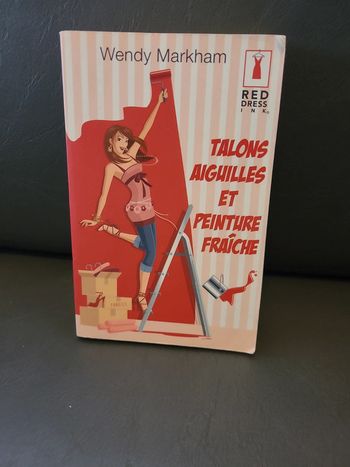 Wendy Markham
RED
DRESS
INK®
TALONS
AIGUILLES
ET
PEINTURE
FRAÎCHE